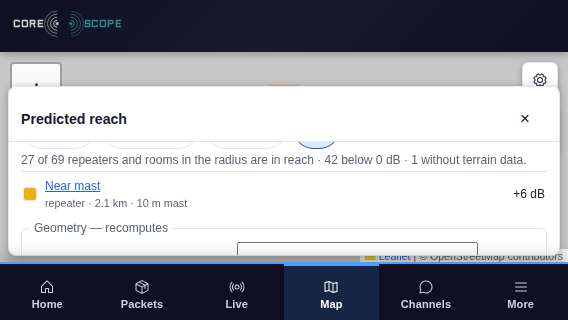 CORE SCOPE
Predicted reach ×
27 of 69 repeaters and rooms in the radius are in reach · 42 below 0 dB · 1 without terrain data.
Near mast
repeater · 2.1 km · 10 m mast
+6 dB
Geometry — recomputes
Leaflet | © OpenStreetMap contributors
Home Packets Live Map Channels More